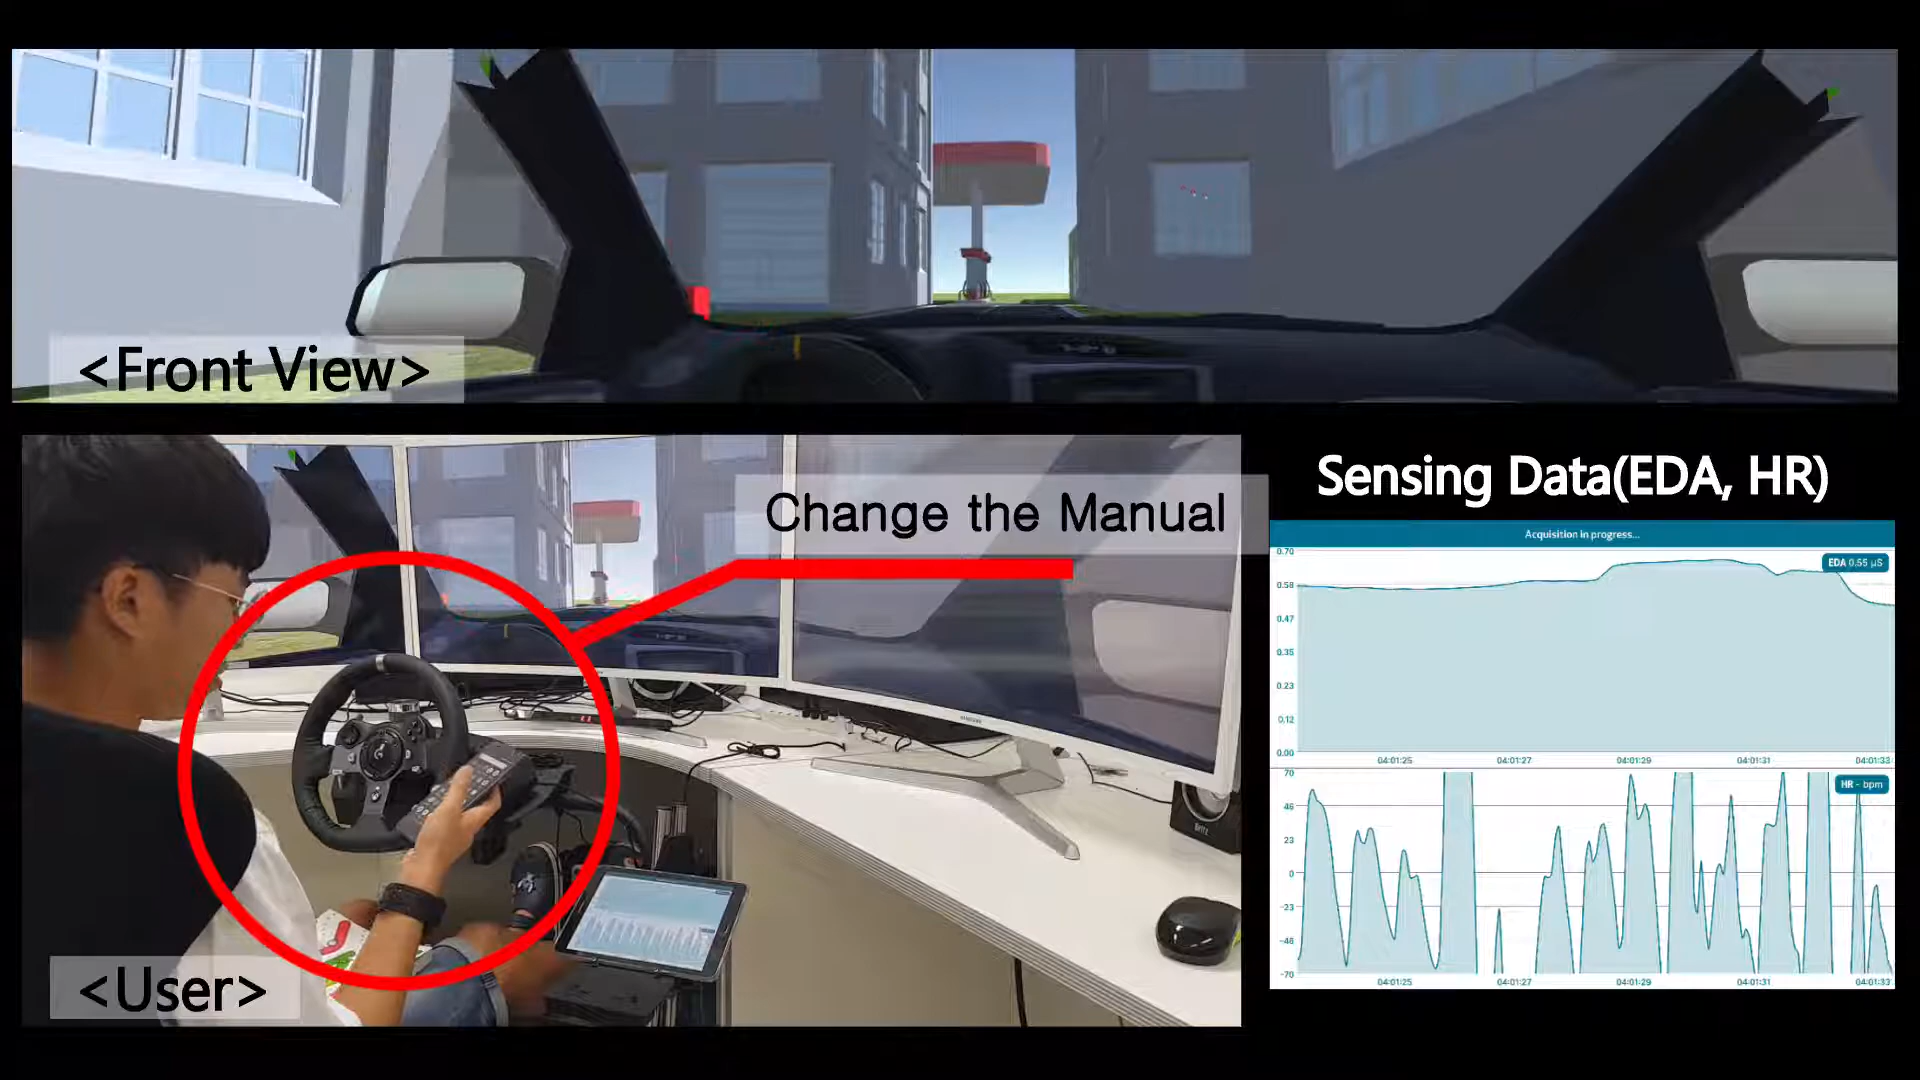 <Front View>
Change the Manual
<User>
Sensing Data(EDA, HR)
Acquisition in progress...
EDA 0.55 µS
0.70
0.58
0.47
0.35
0.23
0.12
0.00
04:01:25 04:01:27 04:01:29 04:01:31 04:01:33
HR - bpm
70
46
23
0
-23
-46
-70
04:01:25 04:01:27 04:01:29 04:01:31 04:01:33
SAMSUNG
Britz